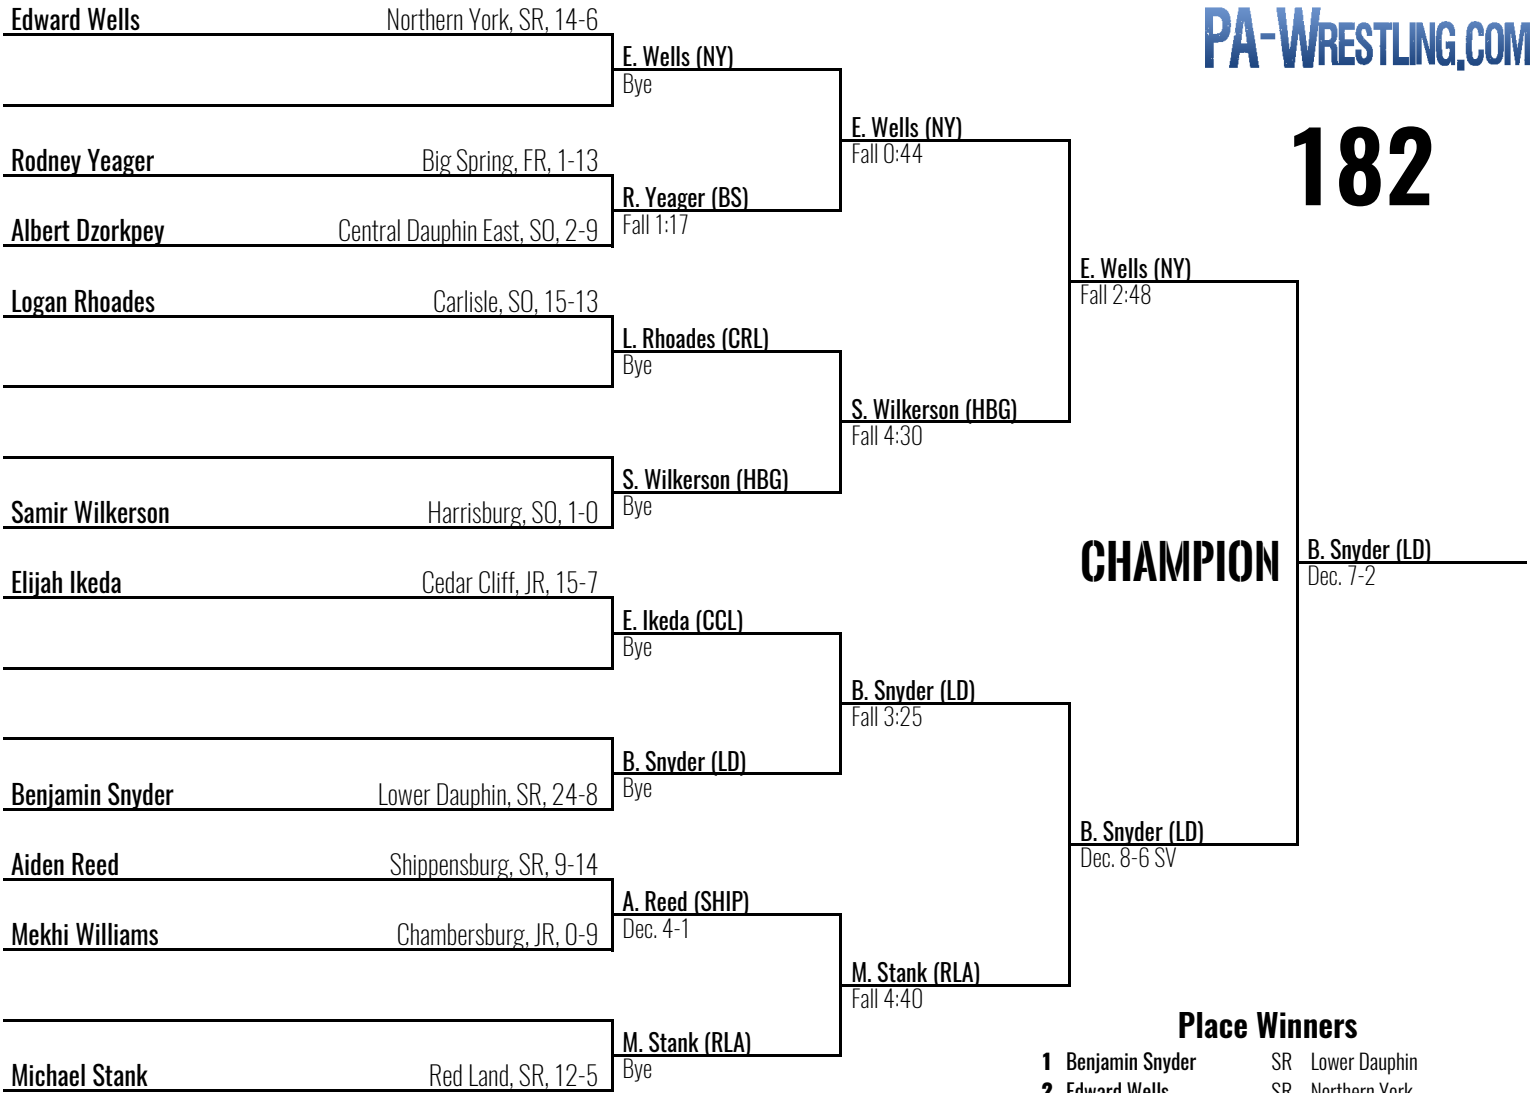 Edward Wells Northern York, SR, 14-6
PA-WRESTLING.COM
E. Wells (NY)
Bye
182
E. Wells (NY)
Fall 0:44
Rodney Yeager Big Spring, FR, 1-13
R. Yeager (BS)
Fall 1:17
Albert Dzorkpey Central Dauphin East, SO, 2-9
E. Wells (NY)
Fall 2:48
Logan Rhoades Carlisle, SO, 15-13
L. Rhoades (CRL)
Bye
S. Wilkerson (HBG)
Fall 4:30
S. Wilkerson (HBG)
Bye
Samir Wilkerson Harrisburg, SO, 1-0
CHAMPION
B. Snyder (LD)
Dec. 7-2
Elijah Ikeda Cedar Cliff, JR, 15-7
E. Ikeda (CCL)
Bye
B. Snyder (LD)
Fall 3:25
B. Snyder (LD)
Bye
Benjamin Snyder Lower Dauphin, SR, 24-8
B. Snyder (LD)
Dec. 8-6 SV
Aiden Reed Shippensburg, SR, 9-14
A. Reed (SHIP)
Dec. 4-1
Mekhi Williams Chambersburg, JR, 0-9
M. Stank (RLA)
Fall 4:40
M. Stank (RLA)
Bye
Michael Stank Red Land, SR, 12-5
Place Winners
1 Benjamin Snyder SR Lower Dauphin
2 Edward Wells SR Northern York